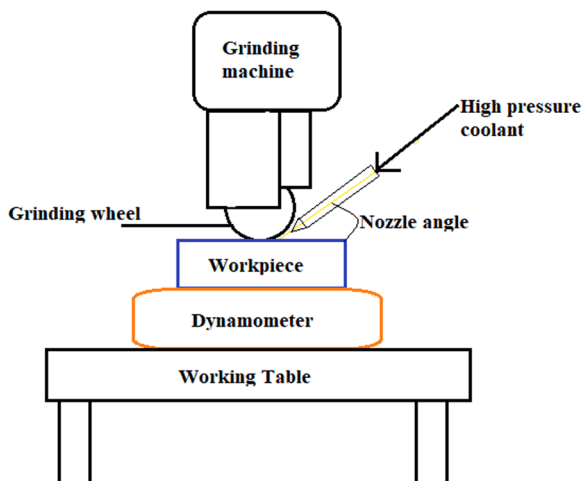 Grinding
machine
High pressure
coolant
Grinding wheel
Nozzle angle
Workpiece
Dynamometer
Working Table